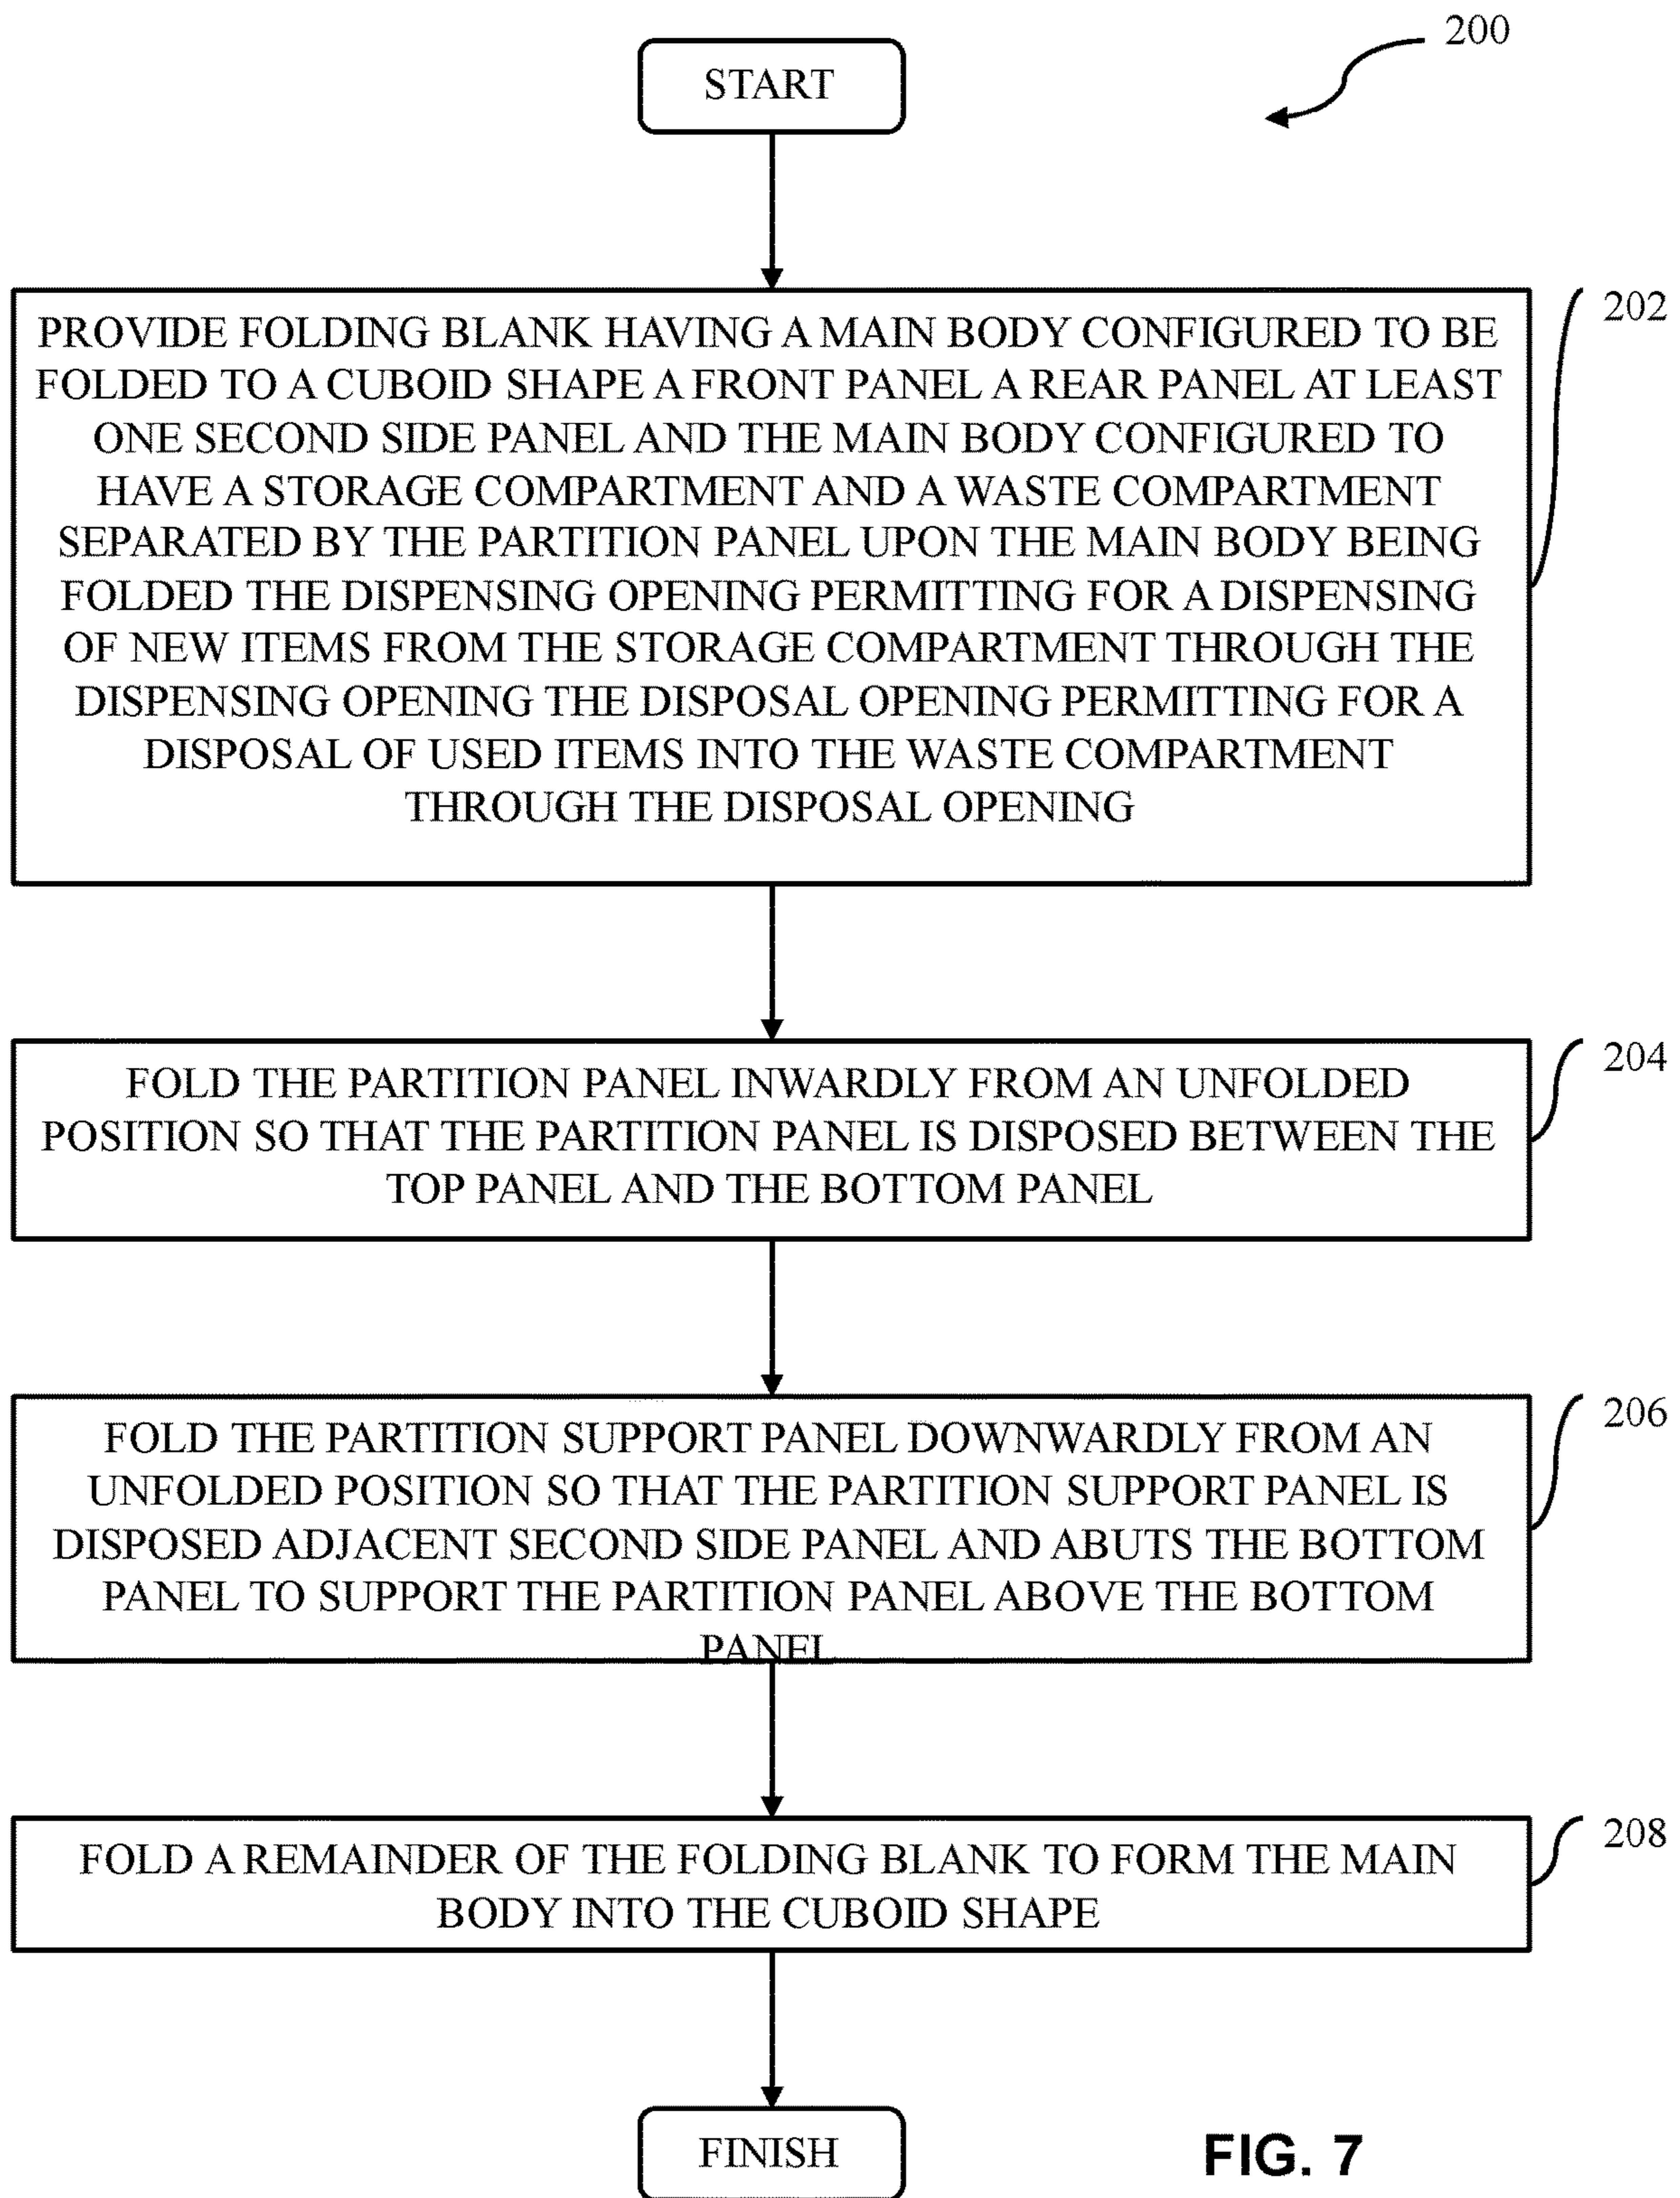 200
START
202
PROVIDE FOLDING BLANK HAVING A MAIN BODY CONFIGURED TO BE
FOLDED TO A CUBOID SHAPE A FRONT PANEL A REAR PANEL AT LEAST
ONE SECOND SIDE PANEL AND THE MAIN BODY CONFIGURED TO
HAVE A STORAGE COMPARTMENT AND A WASTE COMPARTMENT
SEPARATED BY THE PARTITION PANEL UPON THE MAIN BODY BEING
FOLDED THE DISPENSING OPENING PERMITTING FOR A DISPENSING
OF NEW ITEMS FROM THE STORAGE COMPARTMENT THROUGH THE
DISPENSING OPENING THE DISPOSAL OPENING PERMITTING FOR A
DISPOSAL OF USED ITEMS INTO THE WASTE COMPARTMENT
THROUGH THE DISPOSAL OPENING
204
FOLD THE PARTITION PANEL INWARDLY FROM AN UNFOLDED
POSITION SO THAT THE PARTITION PANEL IS DISPOSED BETWEEN THE
TOP PANEL AND THE BOTTOM PANEL
206
FOLD THE PARTITION SUPPORT PANEL DOWNWARDLY FROM AN
UNFOLDED POSITION SO THAT THE PARTITION SUPPORT PANEL IS
DISPOSED ADJACENT SECOND SIDE PANEL AND ABUTS THE BOTTOM
PANEL TO SUPPORT THE PARTITION PANEL ABOVE THE BOTTOM
PANEL
208
FOLD A REMAINDER OF THE FOLDING BLANK TO FORM THE MAIN
BODY INTO THE CUBOID SHAPE
FINISH
FIG. 7